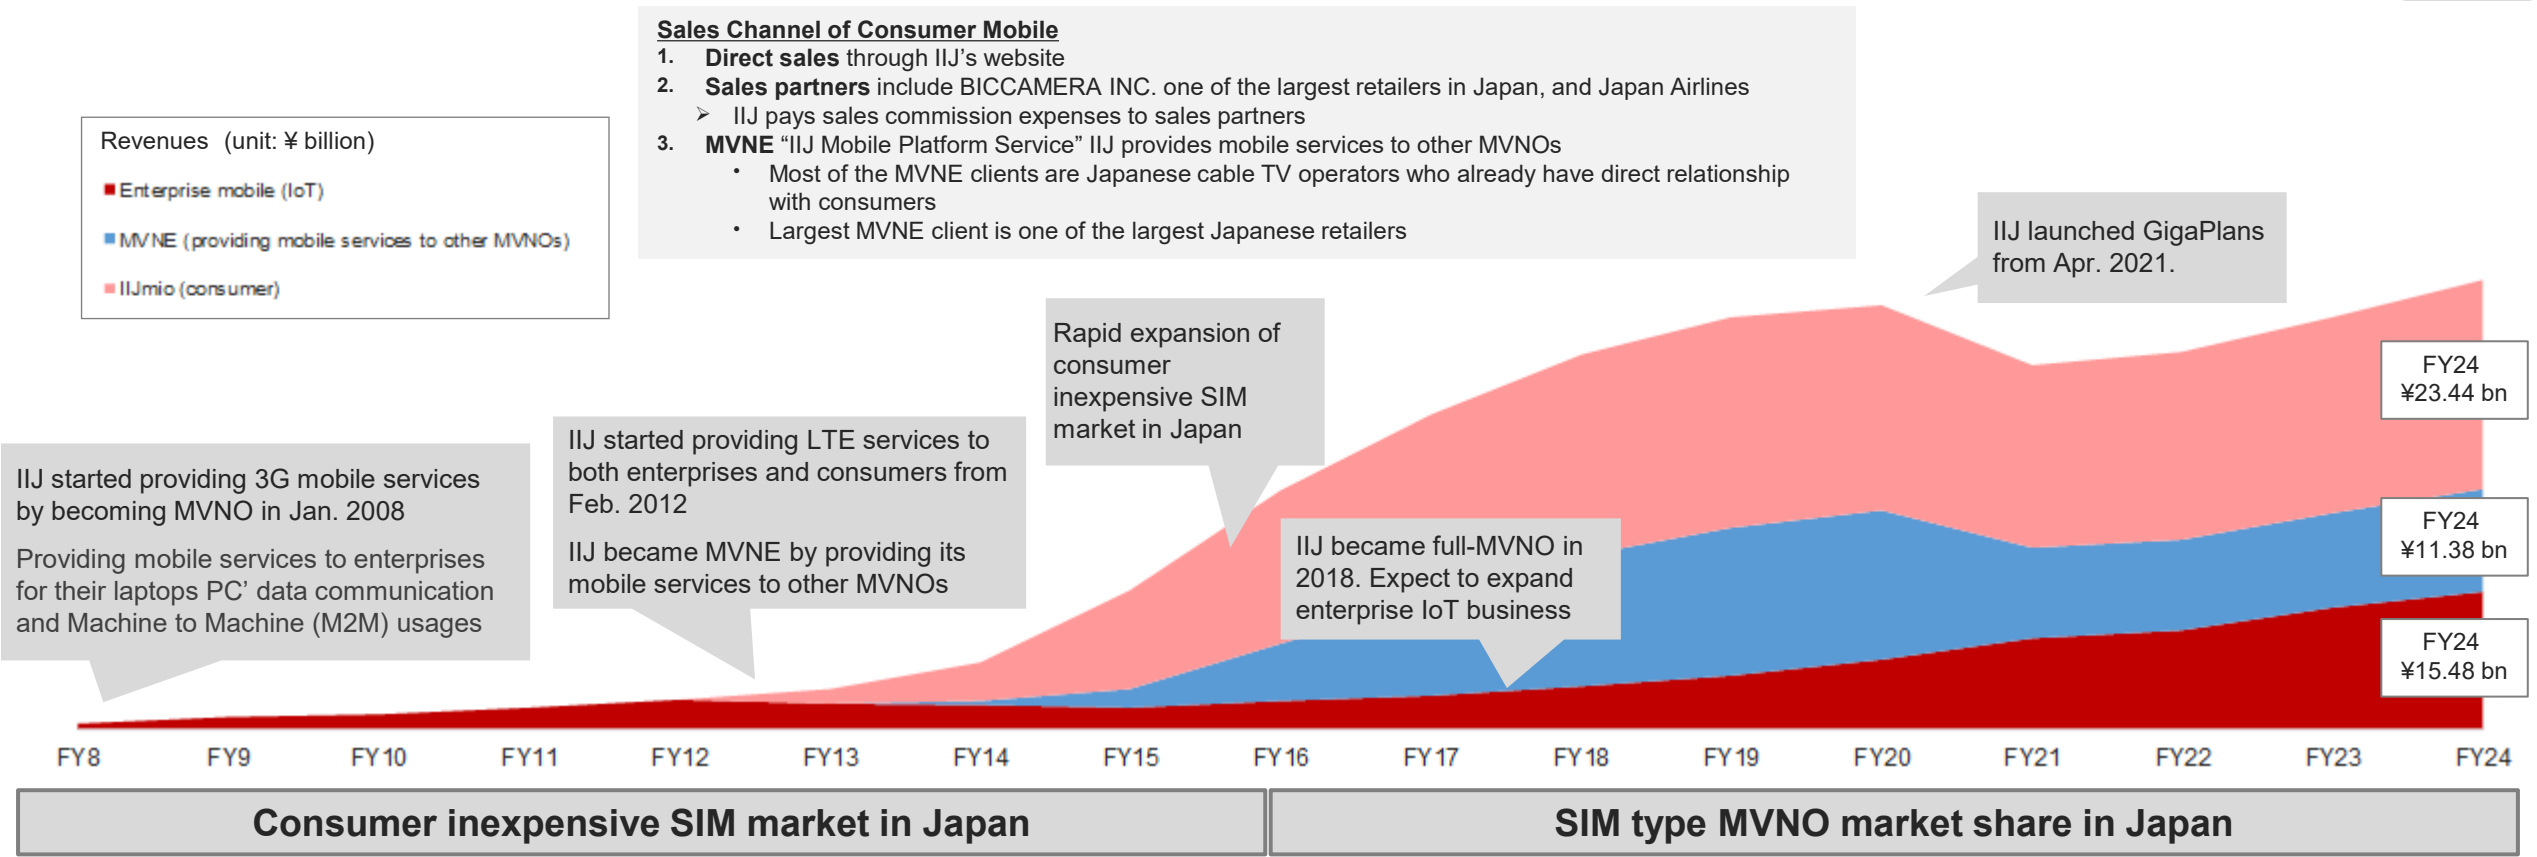 Sales Channel of Consumer Mobile
1. Direct sales through IIJ’s website
2. Sales partners include BICCAMERA INC. one of the largest retailers in Japan, and Japan Airlines
➢ IIJ pays sales commission expenses to sales partners
3. MVNE “IIJ Mobile Platform Service” IIJ provides mobile services to other MVNOs
• Most of the MVNE clients are Japanese cable TV operators who already have direct relationship
with consumers
• Largest MVNE client is one of the largest Japanese retailers
Revenues (unit: ¥ billion)
Enterprise mobile (IoT)
MVNE (providing mobile services to other MVNOs)
IIJmio (consumer)
IIJ launched GigaPlans
from Apr. 2021.
Rapid expansion of
consumer
inexpensive SIM
market in Japan
IIJ started providing LTE services to
both enterprises and consumers from
Feb. 2012
IIJ became MVNE by providing its
mobile services to other MVNOs
IIJ started providing 3G mobile services
by becoming MVNO in Jan. 2008
Providing mobile services to enterprises
for their laptops PC’ data communication
and Machine to Machine (M2M) usages
IIJ became full-MVNO in
2018. Expect to expand
enterprise IoT business
FY24
¥23.44 bn
FY24
¥11.38 bn
FY24
¥15.48 bn
FY8 FY9 FY10 FY11 FY12 FY13 FY14 FY15 FY16 FY17 FY18 FY19 FY20 FY21 FY22 FY23 FY24
Consumer inexpensive SIM market in Japan
SIM type MVNO market share in Japan